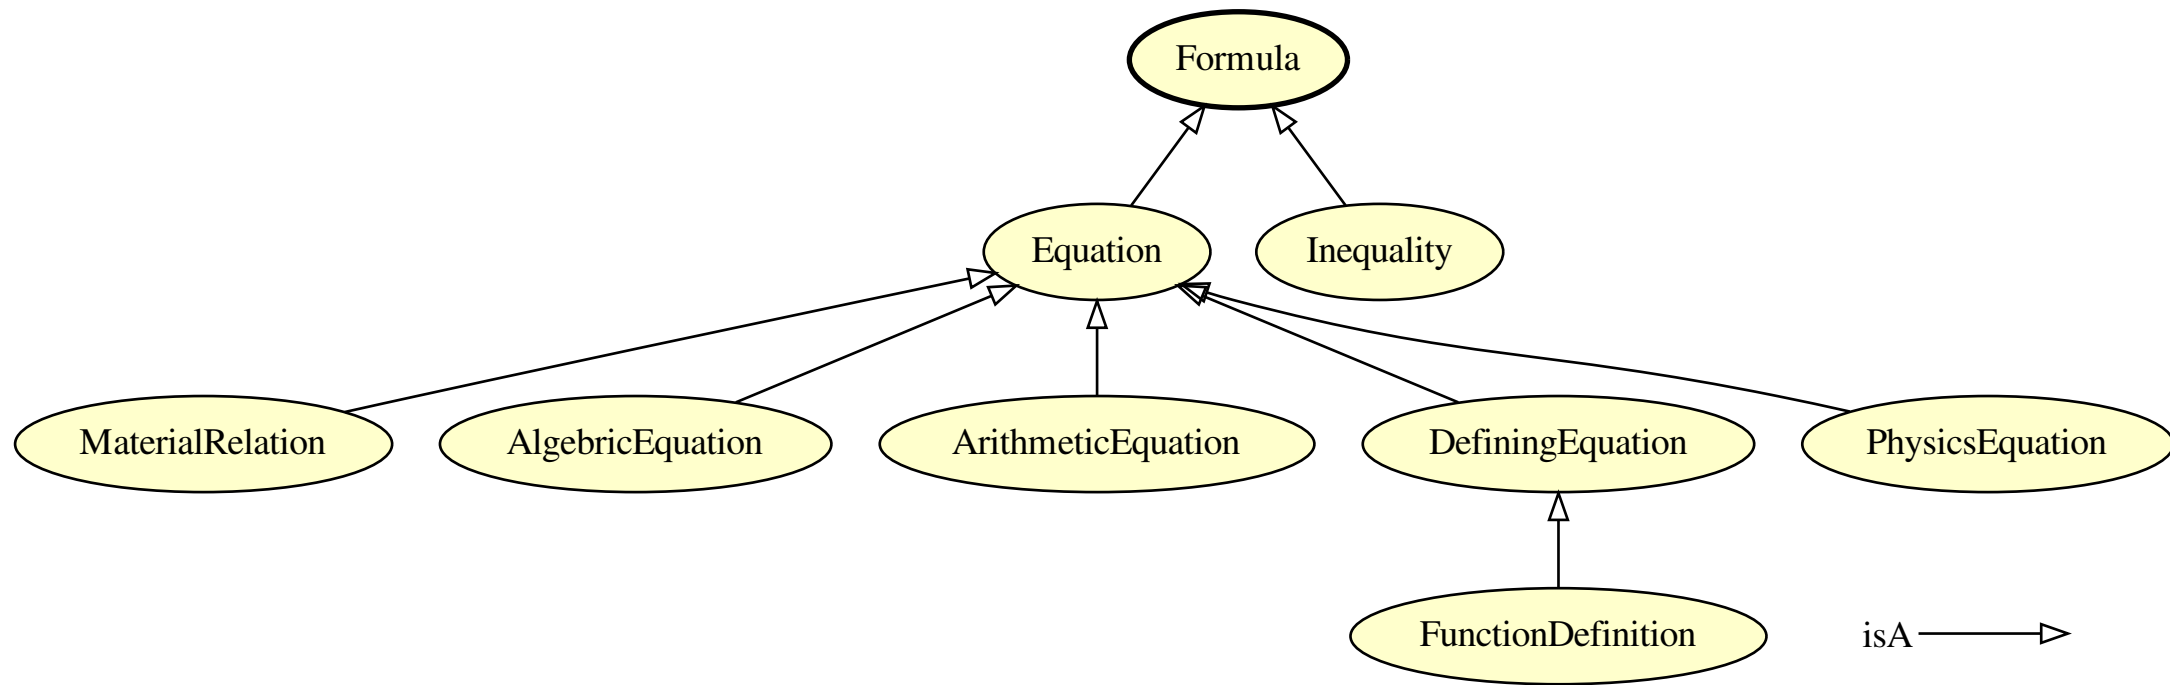 Formula
Equation
Inequality
MaterialRelation
AlgebricEquation
ArithmeticEquation
DefiningEquation
PhysicsEquation
FunctionDefinition
isA